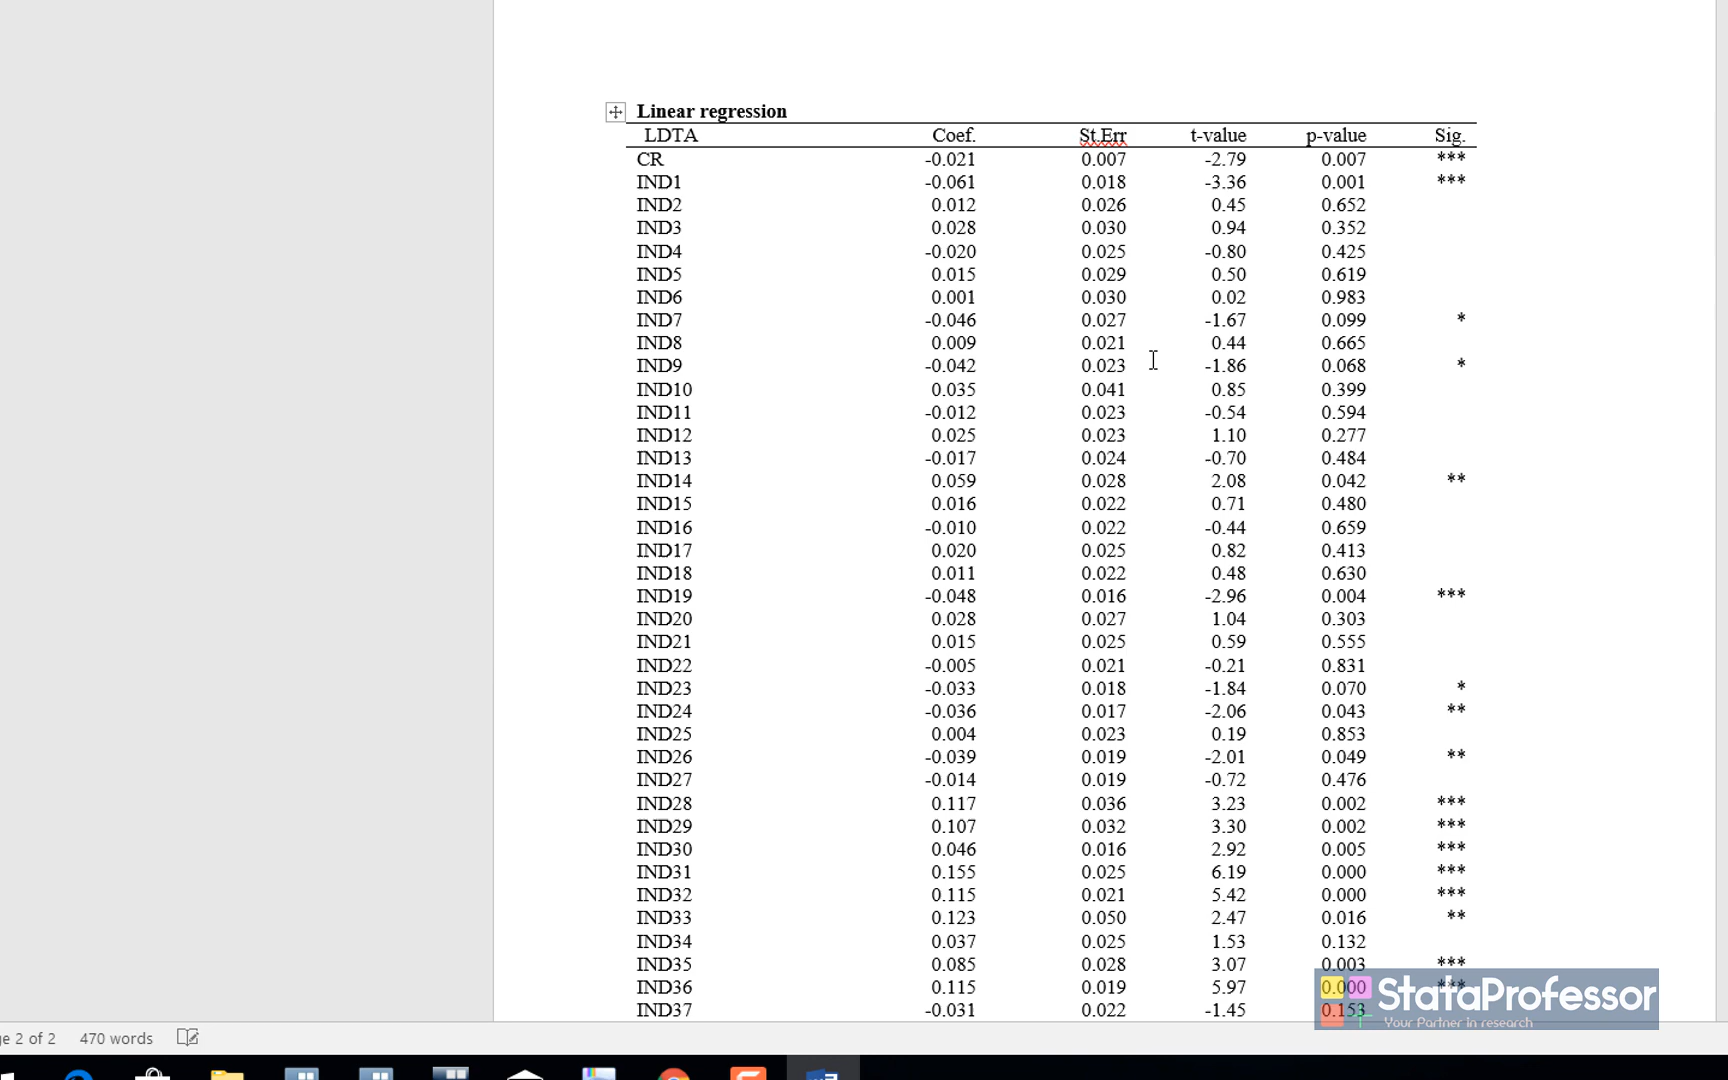 Linear regression
LDTA Coef. St.Err t-value p-value Sig.
CR -0.021 0.007 -2.79 0.007 ***
IND1 -0.061 0.018 -3.36 0.001 ***
IND2 0.012 0.026 0.45 0.652
IND3 0.028 0.030 0.94 0.352
IND4 -0.020 0.025 -0.80 0.425
IND5 0.015 0.029 0.50 0.619
IND6 0.001 0.030 0.02 0.983
IND7 -0.046 0.027 -1.67 0.099 *
IND8 0.009 0.021 0.44 0.665
IND9 -0.042 0.023 -1.86 0.068 *
IND10 0.035 0.041 0.85 0.399
IND11 -0.012 0.023 -0.54 0.594
IND12 0.025 0.023 1.10 0.277
IND13 -0.017 0.024 -0.70 0.484
IND14 0.059 0.028 2.08 0.042 **
IND15 0.016 0.022 0.71 0.480
IND16 -0.010 0.022 -0.44 0.659
IND17 0.020 0.025 0.82 0.413
IND18 0.011 0.022 0.48 0.630
IND19 -0.048 0.016 -2.96 0.004 ***
IND20 0.028 0.027 1.04 0.303
IND21 0.015 0.025 0.59 0.555
IND22 -0.005 0.021 -0.21 0.831
IND23 -0.033 0.018 -1.84 0.070 *
IND24 -0.036 0.017 -2.06 0.043 **
IND25 0.004 0.023 0.19 0.853
IND26 -0.039 0.019 -2.01 0.049 **
IND27 -0.014 0.019 -0.72 0.476
IND28 0.117 0.036 3.23 0.002 ***
IND29 0.107 0.032 3.30 0.002 ***
IND30 0.046 0.016 2.92 0.005 ***
IND31 0.155 0.025 6.19 0.000 ***
IND32 0.115 0.021 5.42 0.000 ***
IND33 0.123 0.050 2.47 0.016 **
IND34 0.037 0.025 1.53 0.132
IND35 0.085 0.028 3.07 0.003 ***
IND36 0.115 0.019 5.97 0.000 ***
IND37 -0.031 0.022 -1.45 0.153
StataProfessor
Your Partner in research
2 of 2 470 words